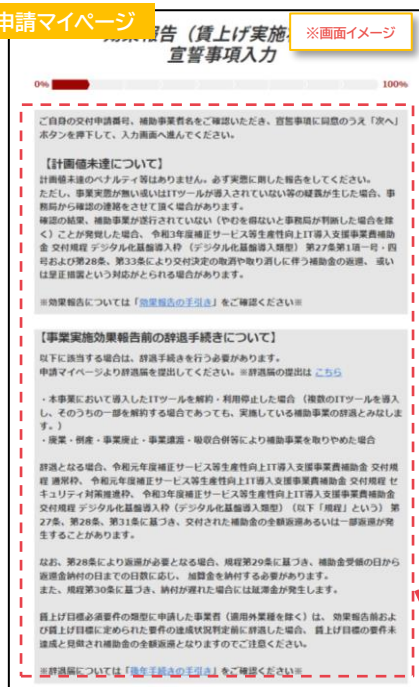 申請マイページ
※画面イメージ
効果報告（賃上げ実施
宣誓事項入力
0%
100%
ご自身の交付申請番号、補助事業者名をご確認いただき、宣誓事項に同意のうえ「次へ」
ボタンを押下して、入力画面へ進んでください。
【計画値未達について】
計画値未達のペナルティ等はありません。必ず実態に則した報告をしてください。
ただし、事業実態が無い或いはITツールが導入されていない等の疑義が生じた場合、事
務局から確認の連絡をさせて頂く場合があります。
確認の結果、補助事業が遂行されていない（やむを得ないと事務局が判断した場合を除
く）ことが発覚した場合、 令和3年度補正サービス等生産性向上IT導入支援事業費補助
金 交付規程 デジタル化基盤導入枠 （デジタル化基盤導入類型） 第27条第1項一号・四
号および第28条、第33条により交付決定の取消や取り消しに伴う補助金の返還、 或い
は是正措置という対応がとられる場合があります。
※効果報告については「効果報告の手引き」をご確認ください※
【事業実施効果報告前の辞退手続きについて】
以下に該当する場合は、辞退手続きを行う必要があります。
申請マイページより辞退届を提出してください。※辞退届の提出は こちら
・本事業において導入したITツールを解約・利用停止した場合 （複数のITツールを導入
し、そのうちの一部を解約する場合であっても、実施している補助事業の辞退とみなしま
す。）
・廃業・倒産・事業廃止・事業譲渡・吸収合併等により補助事業を取りやめた場合
辞退となる場合、令和元年度補正サービス等生産性向上IT導入支援事業費補助金 交付規
程 通常枠、 令和元年度補正サービス等生産性向上IT導入支援事業費補助金 交付規程 セ
キュリティ対策推進枠、 令和3年度補正サービス等生産性向上IT導入支援事業費補助金
交付規程 デジタル化基盤導入枠（デジタル化基盤導入類型）（以下「規程」という） 第
27条、第28条、第31条に基づき、交付された補助金の全額返還あるいは一部返還が発
生することがあります。
なお、第28条により返還が必要となる場合、規程第29条に基づき、補助金受領の日から
返還金納付の日までの日数に応じ、 加算金を納付する必要があります。
また、規程第30条に基づき、納付が遅れた場合には延滞金が発生します。
賃上げ目標必須要件の類型に申請した事業者（適用外業種を除く）は、 効果報告前およ
び賃上げ目標に定められた要件の達成状況判定前に辞退した場合、 賃上げ目標の要件未
達成と見做され補助金の全額返還となりますのでご注意ください。
※辞退届については「後年手続きの手引き」をご確認ください※